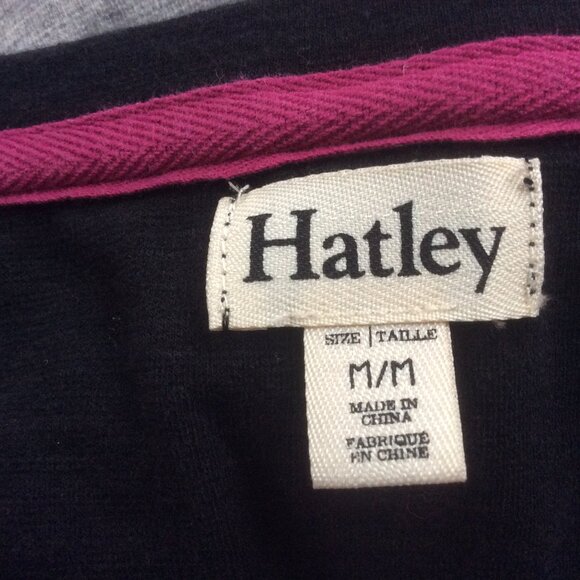 Hatley
SIZE | TAILLE
M/M
MADE IN
CHINA
FABRIQUÉ
EN CHINE